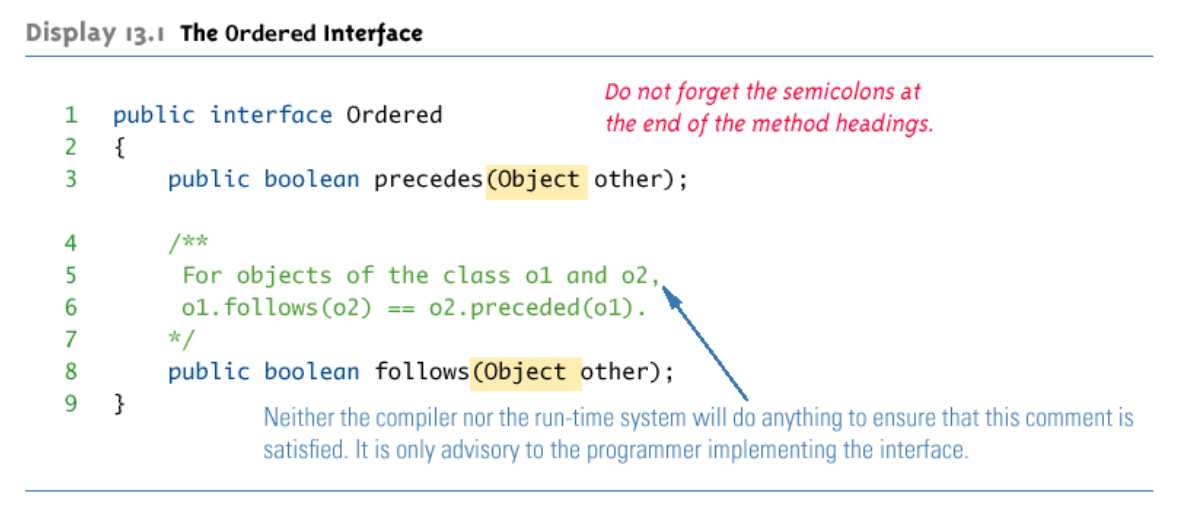 Display 13.1 The Ordered Interface
Do not forget the semicolons at
the end of the method headings.
1 public interface Ordered
2 {
3 public boolean precedes(Object other);
4 /**
5 For objects of the class o1 and o2,
6 o1.follows(o2) == o2.preceded(o1).
7 */
8 public boolean follows(Object other);
9 }
Neither the compiler nor the run-time system will do anything to ensure that this comment is
satisfied. It is only advisory to the programmer implementing the interface.